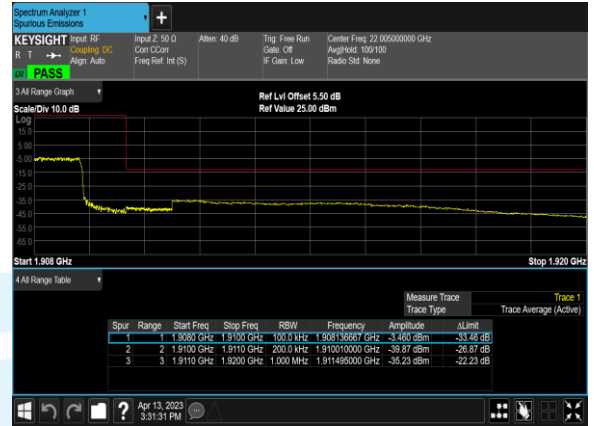 Spectrum Analyzer 1
Spurious Emissions
KEYSIGHT Input: RF Input Z: 50 Ω Atten: 40 dB Trig: Free Run Center Freq: 22.005000000 GHz
R T Coupling: DC Corr CCorr Gate: Off Avg|Hold: 100/100
Align: Auto Freq Ref: Int (S) IF Gain: Low Radio Std: None
LW PASS
3 All Range Graph
Ref Lvl Offset 5.50 dB
Scale/Div 10.0 dB Ref Value 25.00 dBm
Log
15.0
5.00
-5.00
-15.0
-25.0
-35.0
-45.0
-55.0
-65.0
Start 1.908 GHz Stop 1.920 GHz
4 All Range Table
Measure Trace Trace 1
Trace Type Trace Average (Active)
Spur Range Start Freq Stop Freq RBW Frequency Amplitude ΔLimit
1 1 1.9080 GHz 1.9100 GHz 100.0 kHz 1.908136667 GHz -3.460 dBm -33.46 dB
2 2 1.9100 GHz 1.9110 GHz 200.0 kHz 1.910010000 GHz -39.87 dBm -26.87 dB
3 3 1.9110 GHz 1.9200 GHz 1.000 MHz 1.911495000 GHz -35.23 dBm -22.23 dB
? Apr 13, 2023
3:31:31 PM